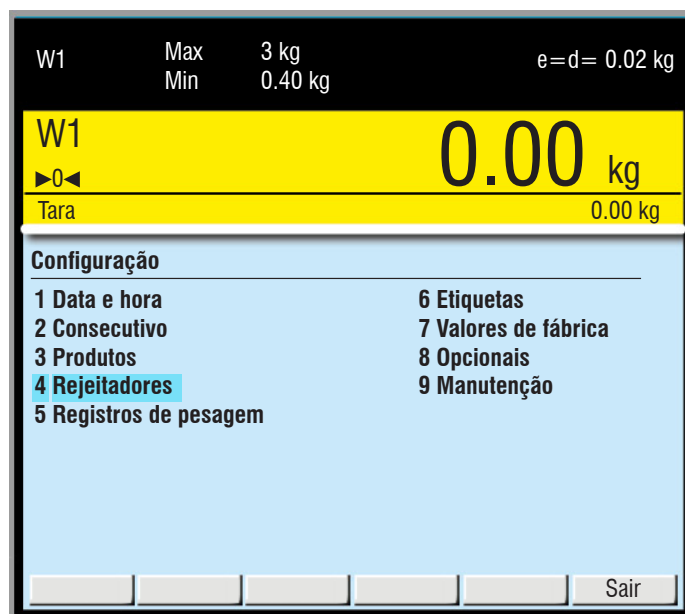 W1 Max 3 kg e=d= 0.02 kg
Min 0.40 kg
W1 0.00 kg
►0◄
Tara 0.00 kg
Configuração
1 Data e hora
2 Consecutivo
3 Produtos
4 Rejeitadores
5 Registros de pesagem
6 Etiquetas
7 Valores de fábrica
8 Opcionais
9 Manutenção
Sair